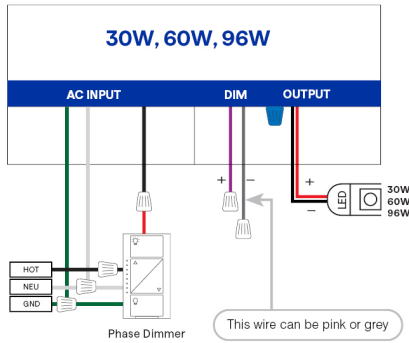 30W, 60W, 96W
AC INPUT
DIM
OUTPUT
+
−
+
−
LED
30W
60W
96W
HOT
NEU
GND
Phase Dimmer
This wire can be pink or grey